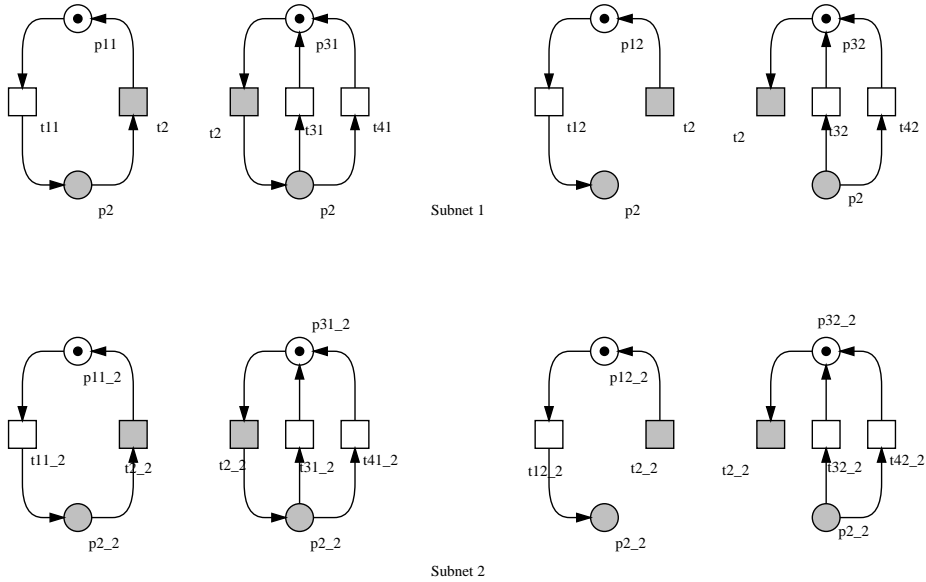 p11
p31
p12
p32
t11
t2
t2
t31
t41
t12
t2
t2
t32
t42
p2
p2
p2
p2
Subnet 1
p31_2
p32_2
p11_2
p12_2
t11_2
t2_2
t2_2
t31_2
t41_2
t12_2
t2_2
t2_2
t32_2
t42_2
p2_2
p2_2
p2_2
p2_2
Subnet 2